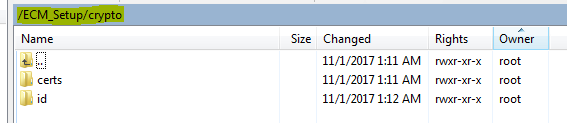 /ECM_Setup/crypto
Name Size Changed Rights Owner
.. 11/1/2017 1:11 AM rwxr-xr-x root
certs 11/1/2017 1:11 AM rwxr-xr-x root
id 11/1/2017 1:12 AM rwxr-xr-x root